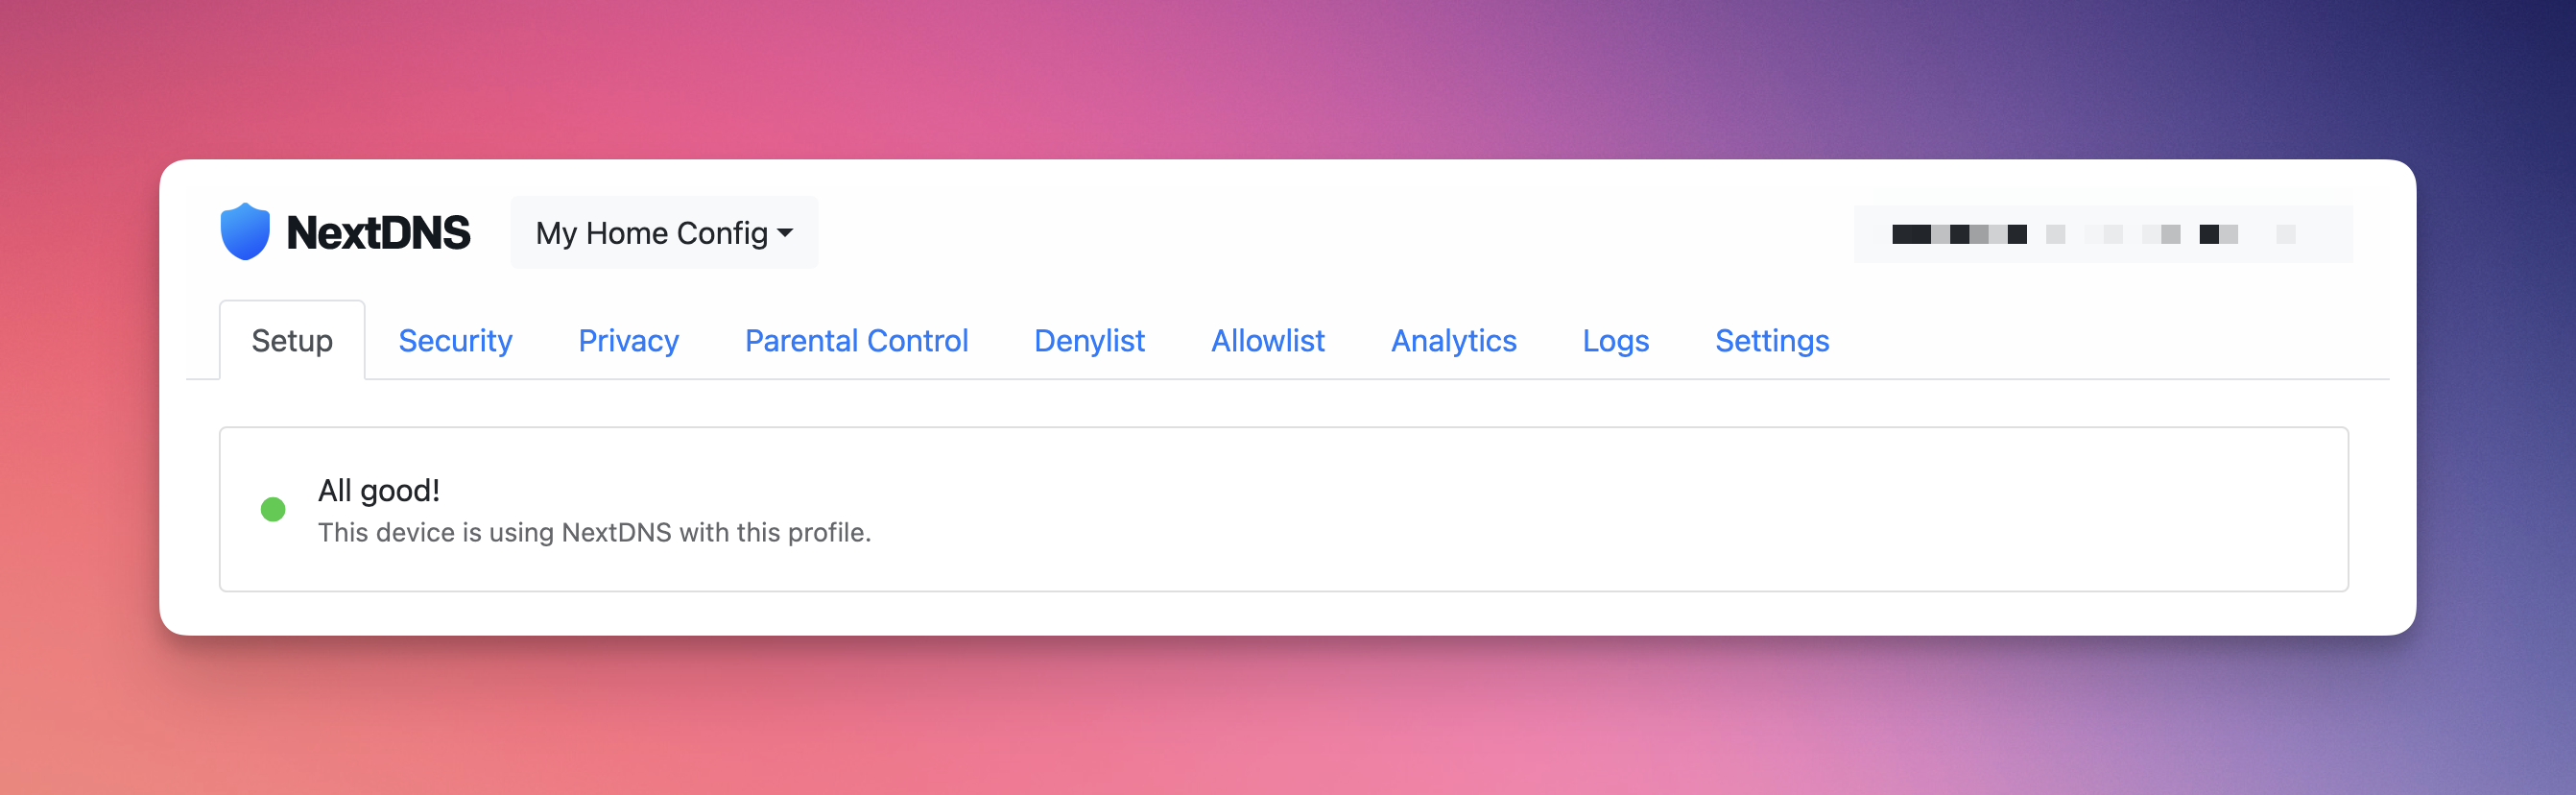 NextDNS My Home Config
Setup Security Privacy Parental Control Denylist Allowlist Analytics Logs Settings
All good!
This device is using NextDNS with this profile.